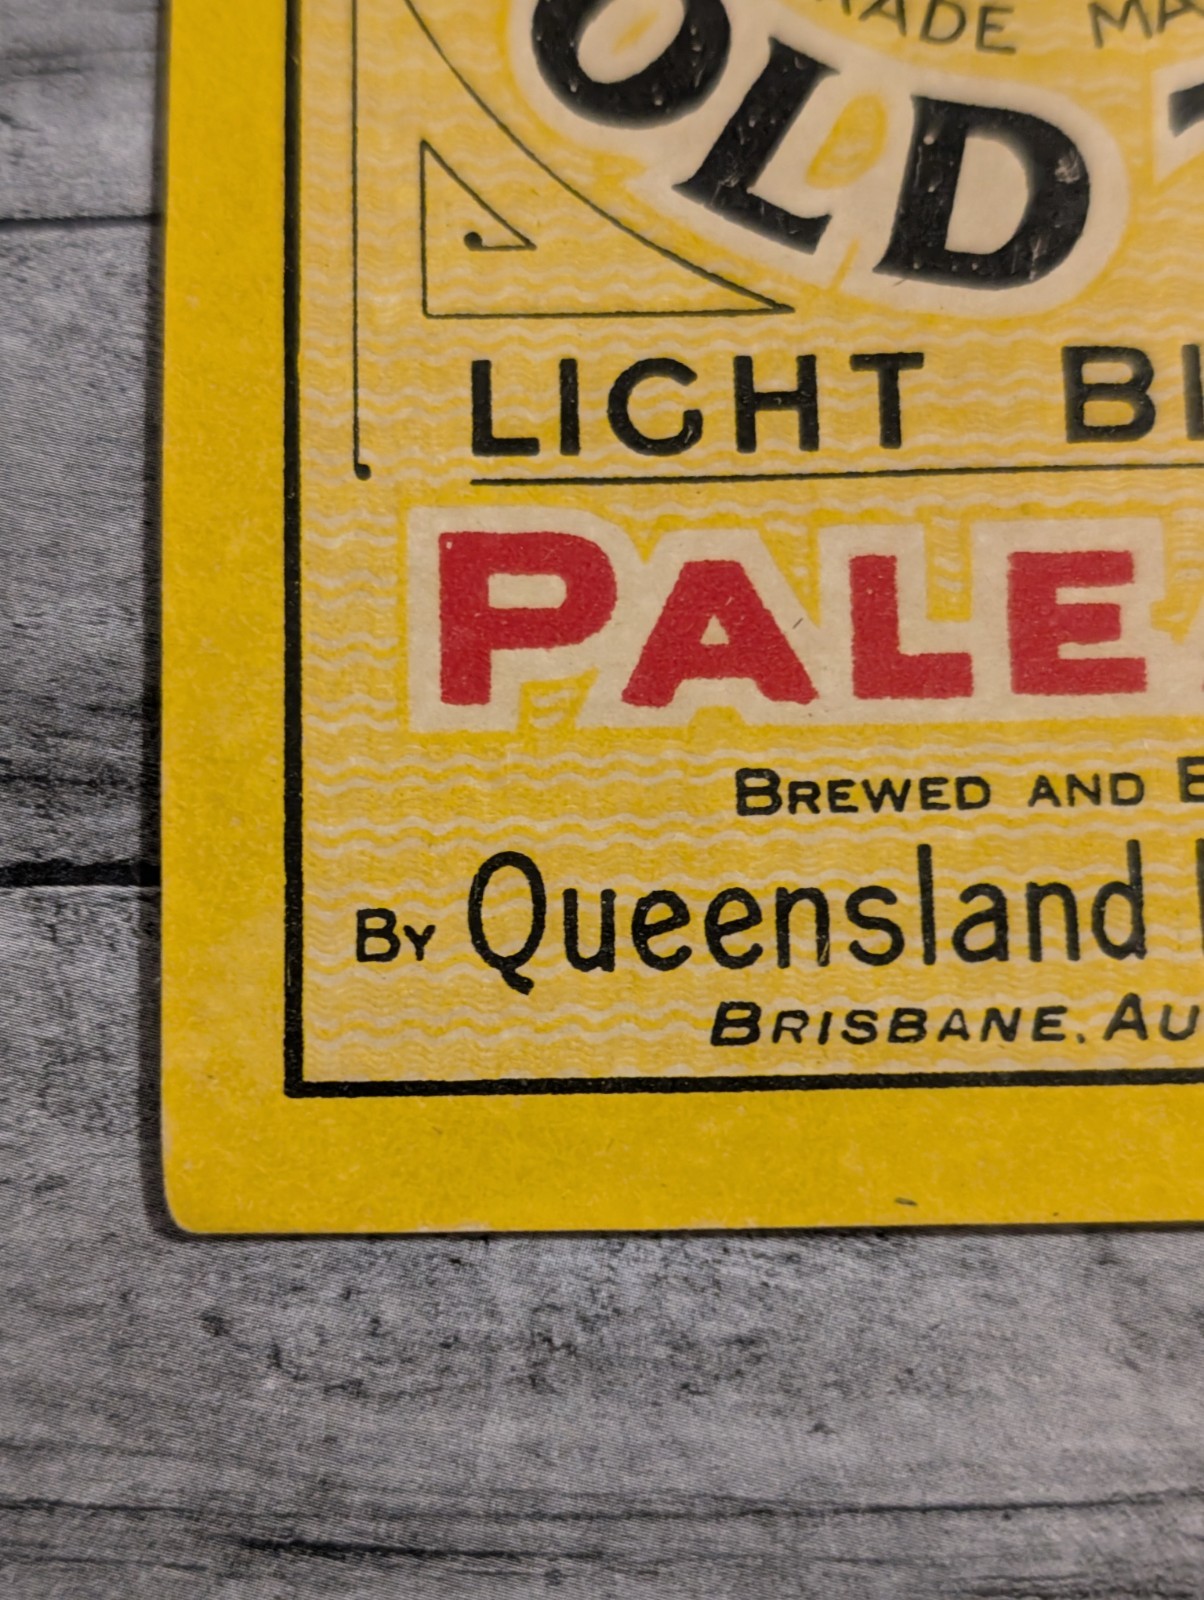 ADE MA
OLD
LIGHT
PALE
BREWED AND
BY Queensland
BRISBANE, AU